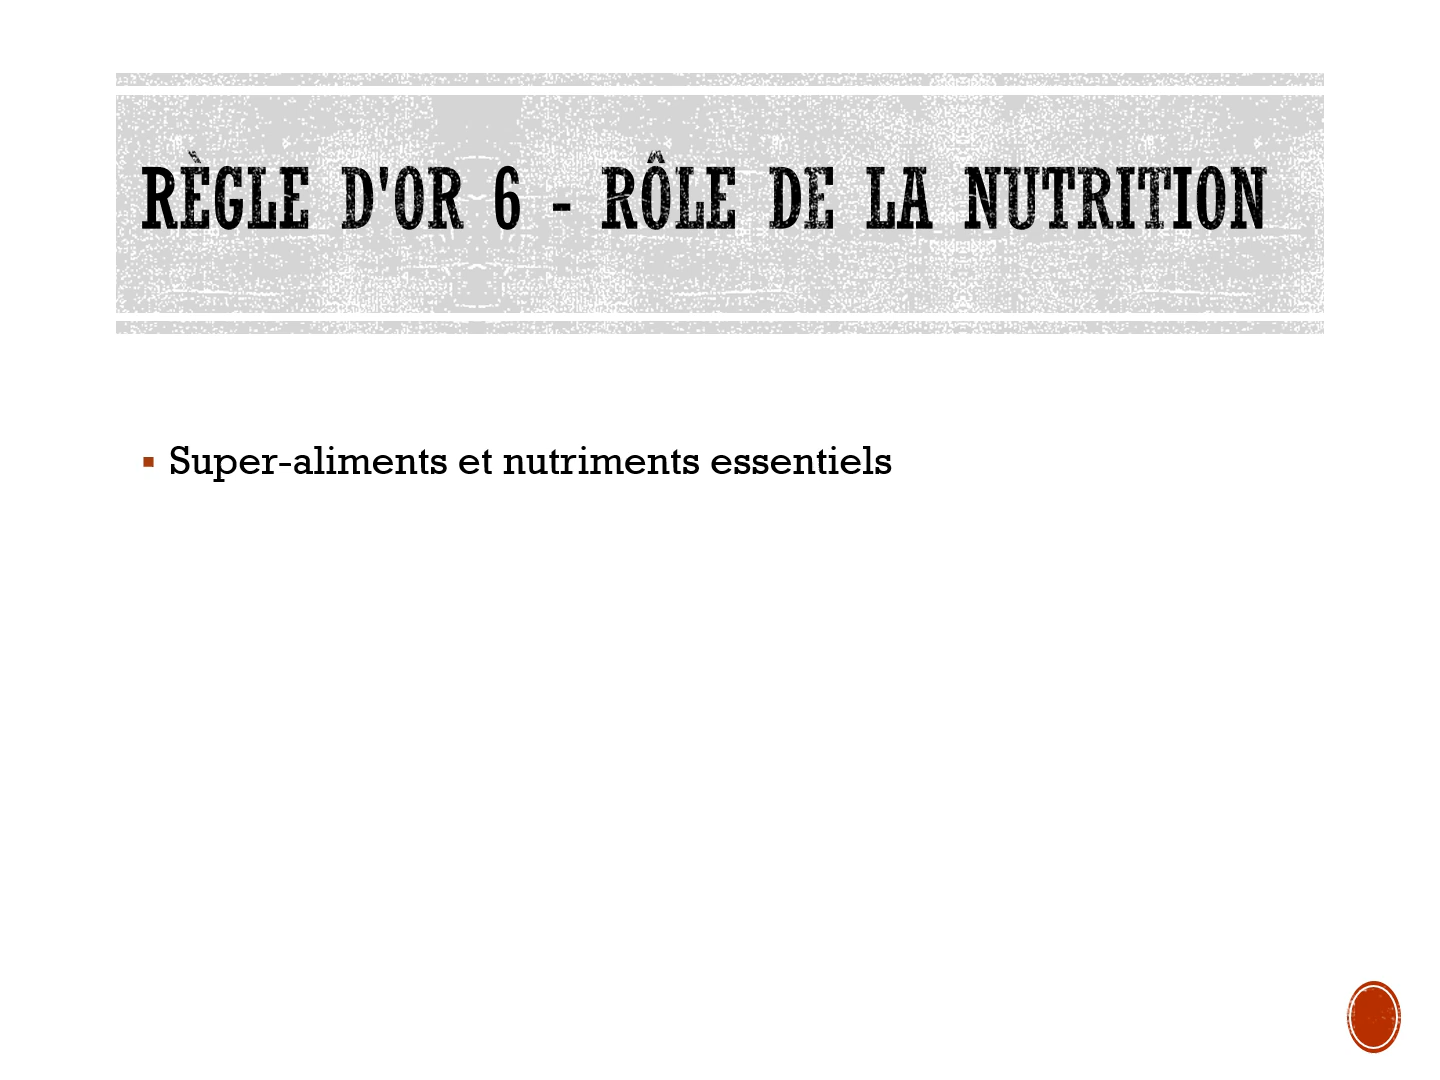 RÈGLE D'OR 6 - RÔLE DE LA NUTRITION
▪ Super-aliments et nutriments essentiels